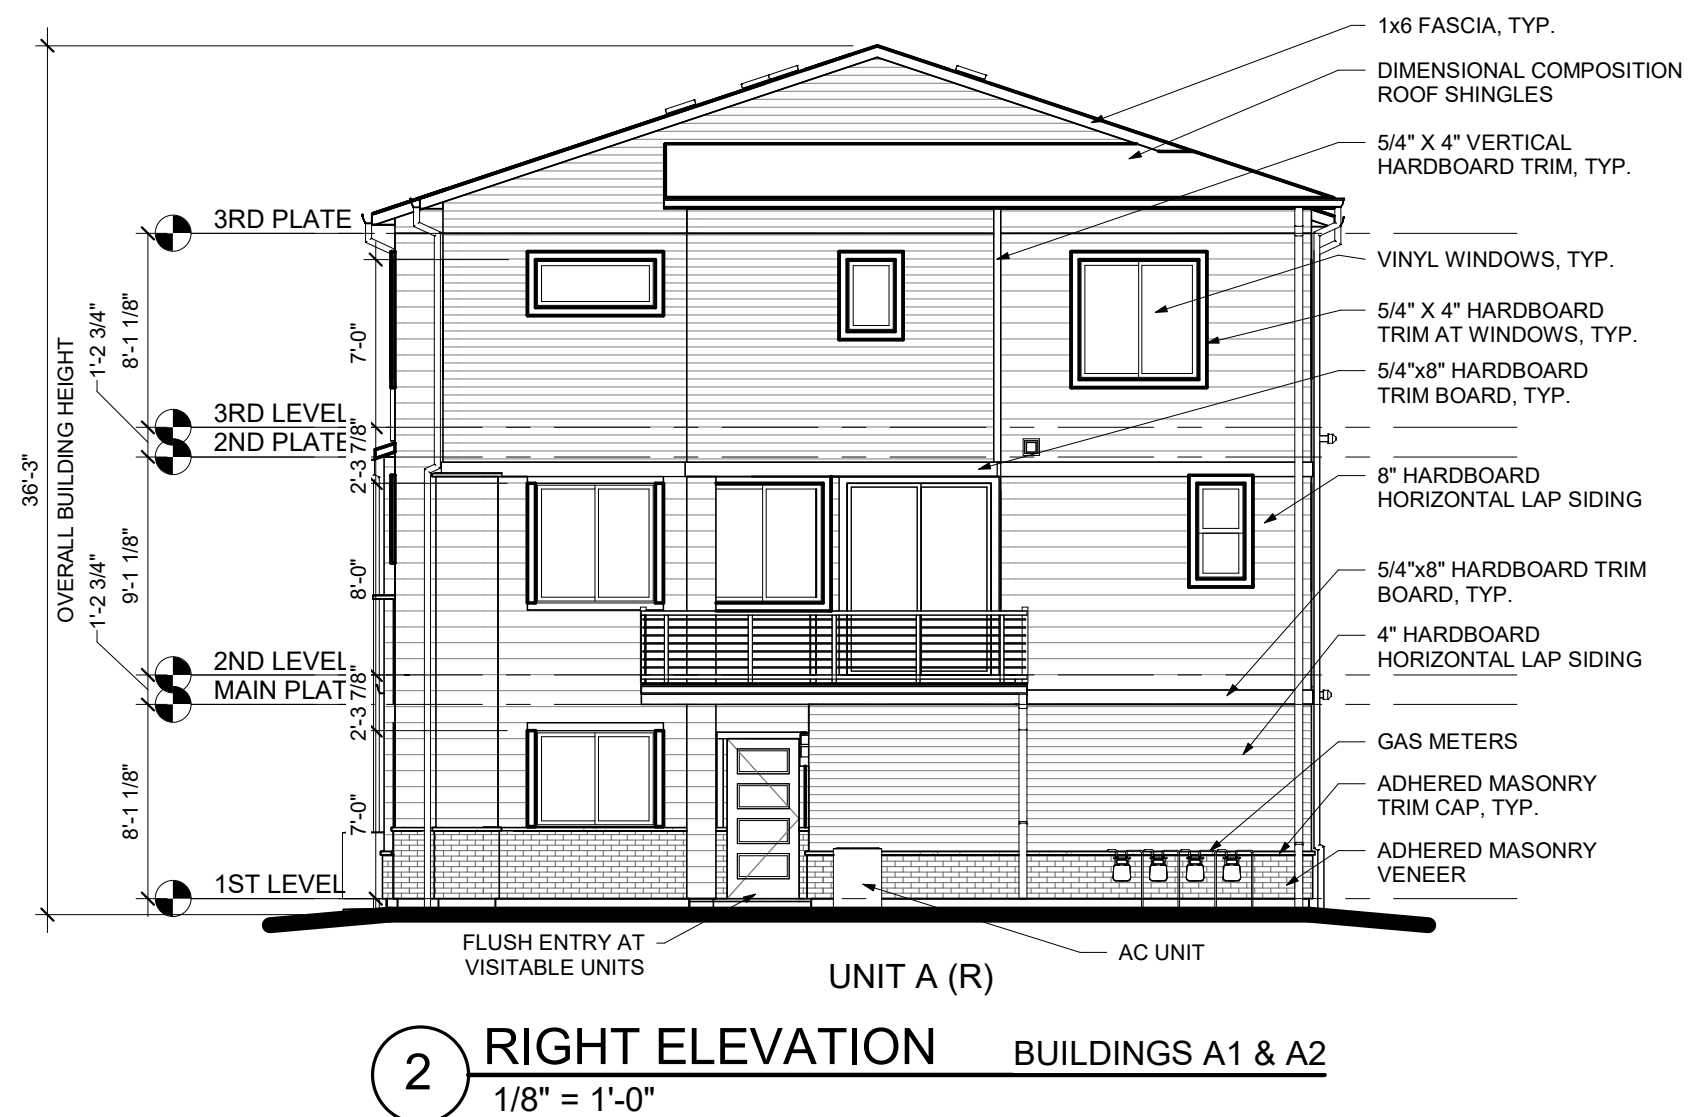 1x6 FASCIA, TYP.
DIMENSIONAL COMPOSITION
ROOF SHINGLES
5/4" X 4" VERTICAL
HARDBOARD TRIM, TYP.
VINYL WINDOWS, TYP.
5/4" X 4" HARDBOARD
TRIM AT WINDOWS, TYP.
5/4"x8" HARDBOARD
TRIM BOARD, TYP.
8" HARDBOARD
HORIZONTAL LAP SIDING
5/4"x8" HARDBOARD TRIM
BOARD, TYP.
4" HARDBOARD
HORIZONTAL LAP SIDING
GAS METERS
ADHERED MASONRY
TRIM CAP, TYP.
ADHERED MASONRY
VENEER
36'-3"
OVERALL BUILDING HEIGHT
1'-2 3/4"
1'-2 3/4"
8'-1 1/8"
9'-1 1/8"
8'-1 1/8"
3RD PLATE
3RD LEVEL
2ND PLATE
2ND LEVEL
MAIN PLAT
1ST LEVEL
7'-0"
2'-3 7/8"
8'-0"
2'-3 7/8"
7'-0"
FLUSH ENTRY AT
VISITABLE UNITS
AC UNIT
UNIT A (R)
2
RIGHT ELEVATION
BUILDINGS A1 & A2
1/8" = 1'-0"